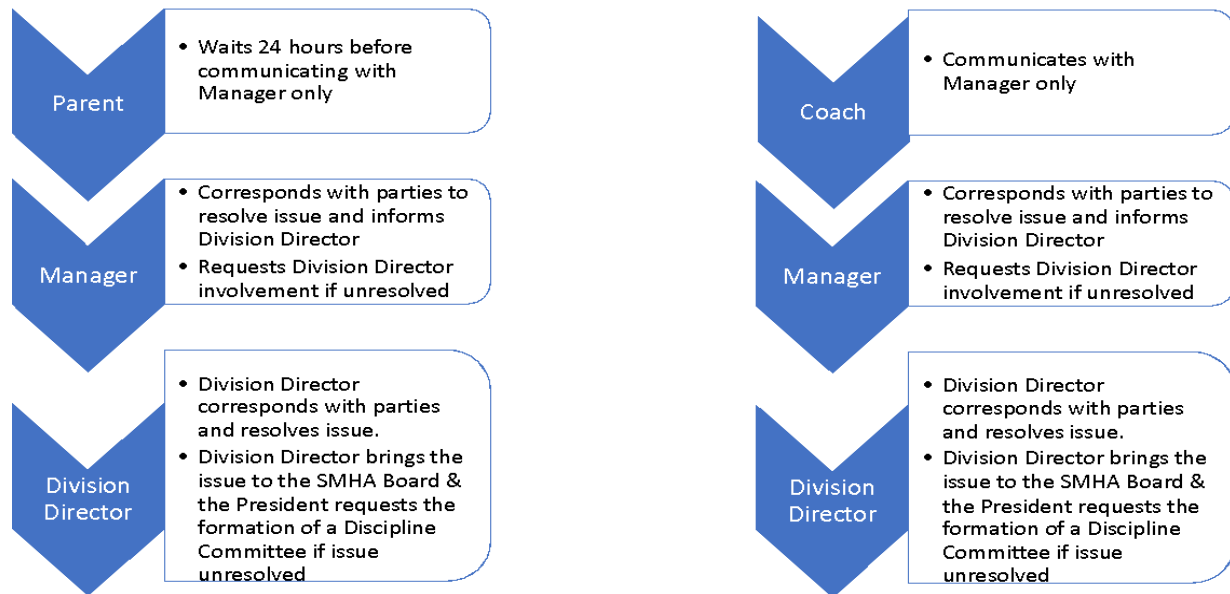 Parent
• Waits 24 hours before
communicating with
Manager only
Manager
• Corresponds with parties to
resolve issue and informs
Division Director
• Requests Division Director
involvement if unresolved
Division
Director
• Division Director
corresponds with parties
and resolves issue.
• Division Director brings the
issue to the SMHA Board &
the President requests the
formation of a Discipline
Committee if issue
unresolved
Coach
• Communicates with
Manager only
Manager
• Corresponds with parties to
resolve issue and informs
Division Director
• Requests Division Director
involvement if unresolved
Division
Director
• Division Director
corresponds with parties
and resolves issue.
• Division Director brings the
issue to the SMHA Board &
the President requests the
formation of a Discipline
Committee if issue
unresolved